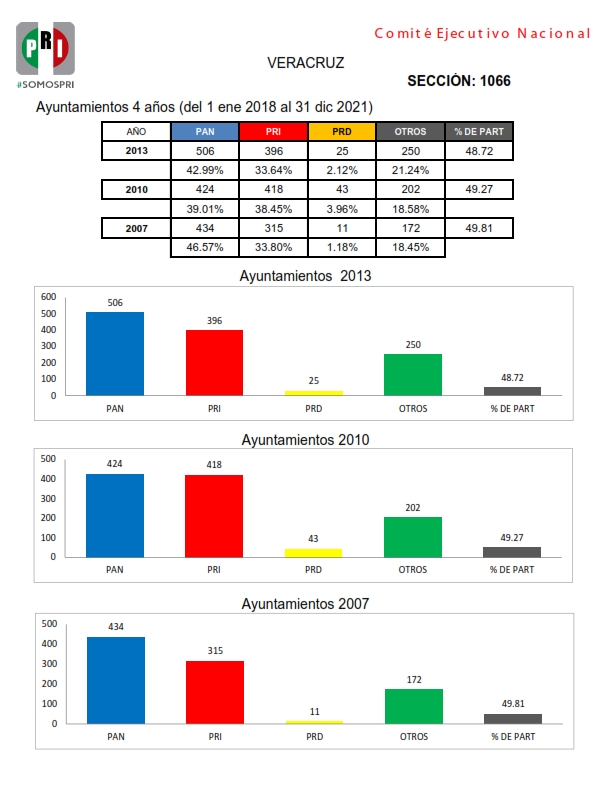 Comité Ejecutivo Nacional
PRI
#SOMOSPRI
VERACRUZ
SECCIÓN: 1066
Ayuntamientos 4 años (del 1 ene 2018 al 31 dic 2021)
AÑO PAN PRI PRD OTROS % DE PART
2013 506 396 25 250 48.72
42.99% 33.64% 2.12% 21.24%
2010 424 418 43 202 49.27
39.01% 38.45% 3.96% 18.58%
2007 434 315 11 172 49.81
46.57% 33.80% 1.18% 18.45%
Ayuntamientos 2013
600
500
400
300
200
100
0
506
396
25
250
48.72
PAN PRI PRD OTROS % DE PART
Ayuntamientos 2010
500
400
300
200
100
0
424
418
43
202
49.27
PAN PRI PRD OTROS % DE PART
Ayuntamientos 2007
500
400
300
200
100
0
434
315
11
172
49.81
PAN PRI PRD OTROS % DE PART